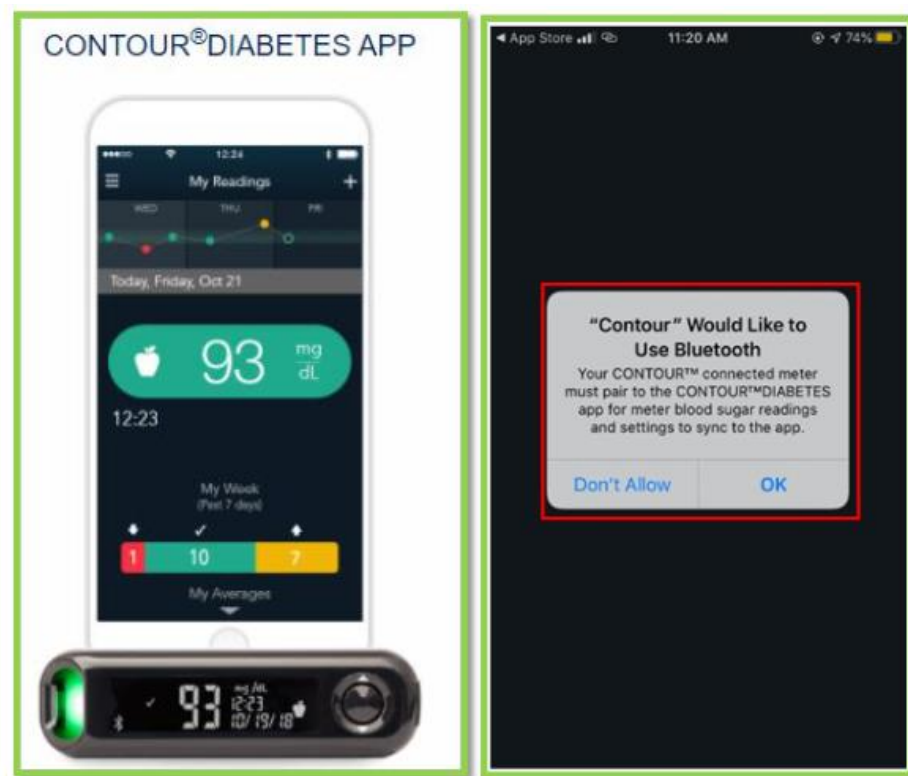 CONTOUR®DIABETES APP
12:24
My Readings
WED THU FRI
Today, Friday, Oct 21
93 mg/dL
12:23
My Week
(Past 7 days)
1 10 7
My Averages
93 mg/dL
12:23
10/19/18
App Store 11:20 AM 74%
“Contour” Would Like to
Use Bluetooth
Your CONTOUR™ connected meter
must pair to the CONTOUR™DIABETES
app for meter blood sugar readings
and settings to sync to the app.
Don't Allow OK